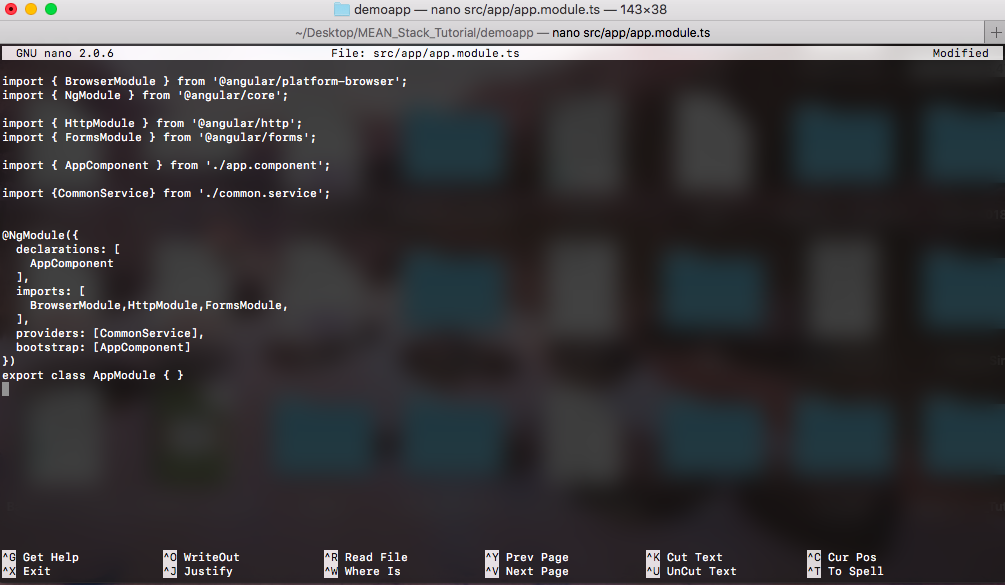 demoapp — nano src/app/app.module.ts — 143×38
~/Desktop/MEAN_Stack_Tutorial/demoapp — nano src/app/app.module.ts
GNU nano 2.0.6 File: src/app/app.module.ts Modified
import { BrowserModule } from '@angular/platform-browser';
import { NgModule } from '@angular/core';
import { HttpModule } from '@angular/http';
import { FormsModule } from '@angular/forms';
import { AppComponent } from './app.component';
import {CommonService} from './common.service';
@NgModule({
  declarations: [
    AppComponent
  ],
  imports: [
    BrowserModule,HttpModule,FormsModule,
  ],
  providers: [CommonService],
  bootstrap: [AppComponent]
})
export class AppModule { }
^G Get Help ^O WriteOut ^R Read File ^Y Prev Page ^K Cut Text ^C Cur Pos
^X Exit ^J Justify ^W Where Is ^V Next Page ^U UnCut Text ^T To Spell